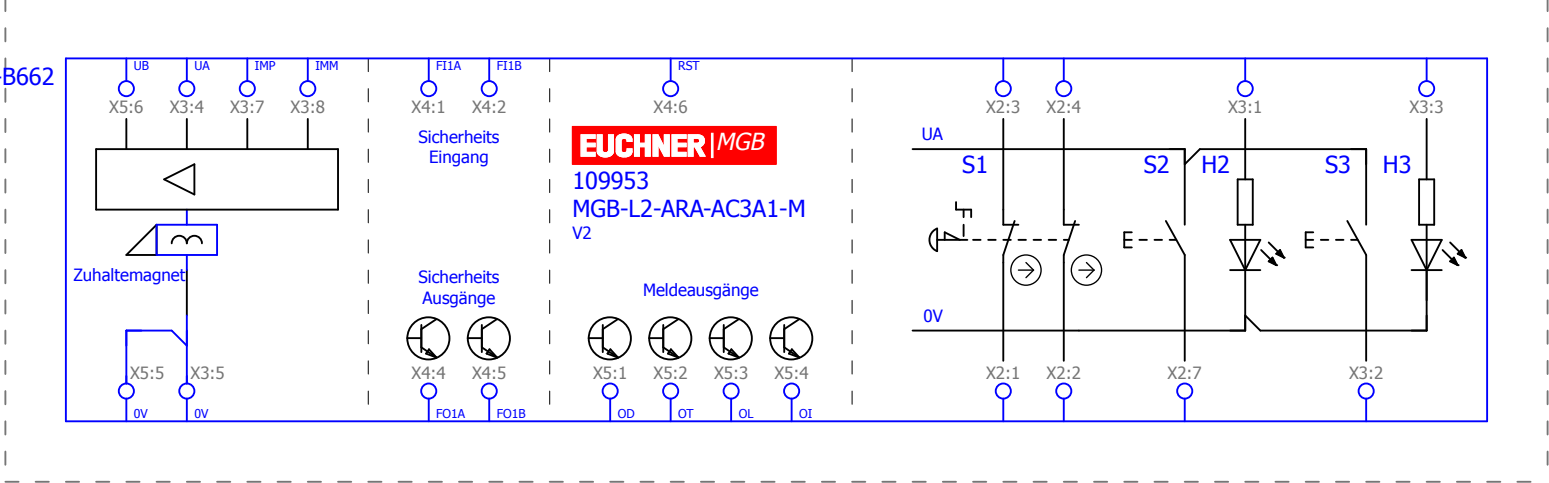 -B662
UB UA IMP IMM FI1A FI1B RST
X5:6 X3:4 X3:7 X3:8 X4:1 X4:2 X4:6 X2:3 X2:4 X3:1 X3:3
Sicherheits
Eingang
EUCHNER|MGB
109953
MGB-L2-ARA-AC3A1-M
V2
UA
S1 S2 H2 S3 H3
Zuhaltemagnet
Sicherheits
Ausgänge
Meldeausgänge
0V
X5:5 X3:5 X4:4 X4:5 X5:1 X5:2 X5:3 X5:4 X2:1 X2:2 X2:7 X3:2
0V 0V FO1A FO1B OD OT OL OI